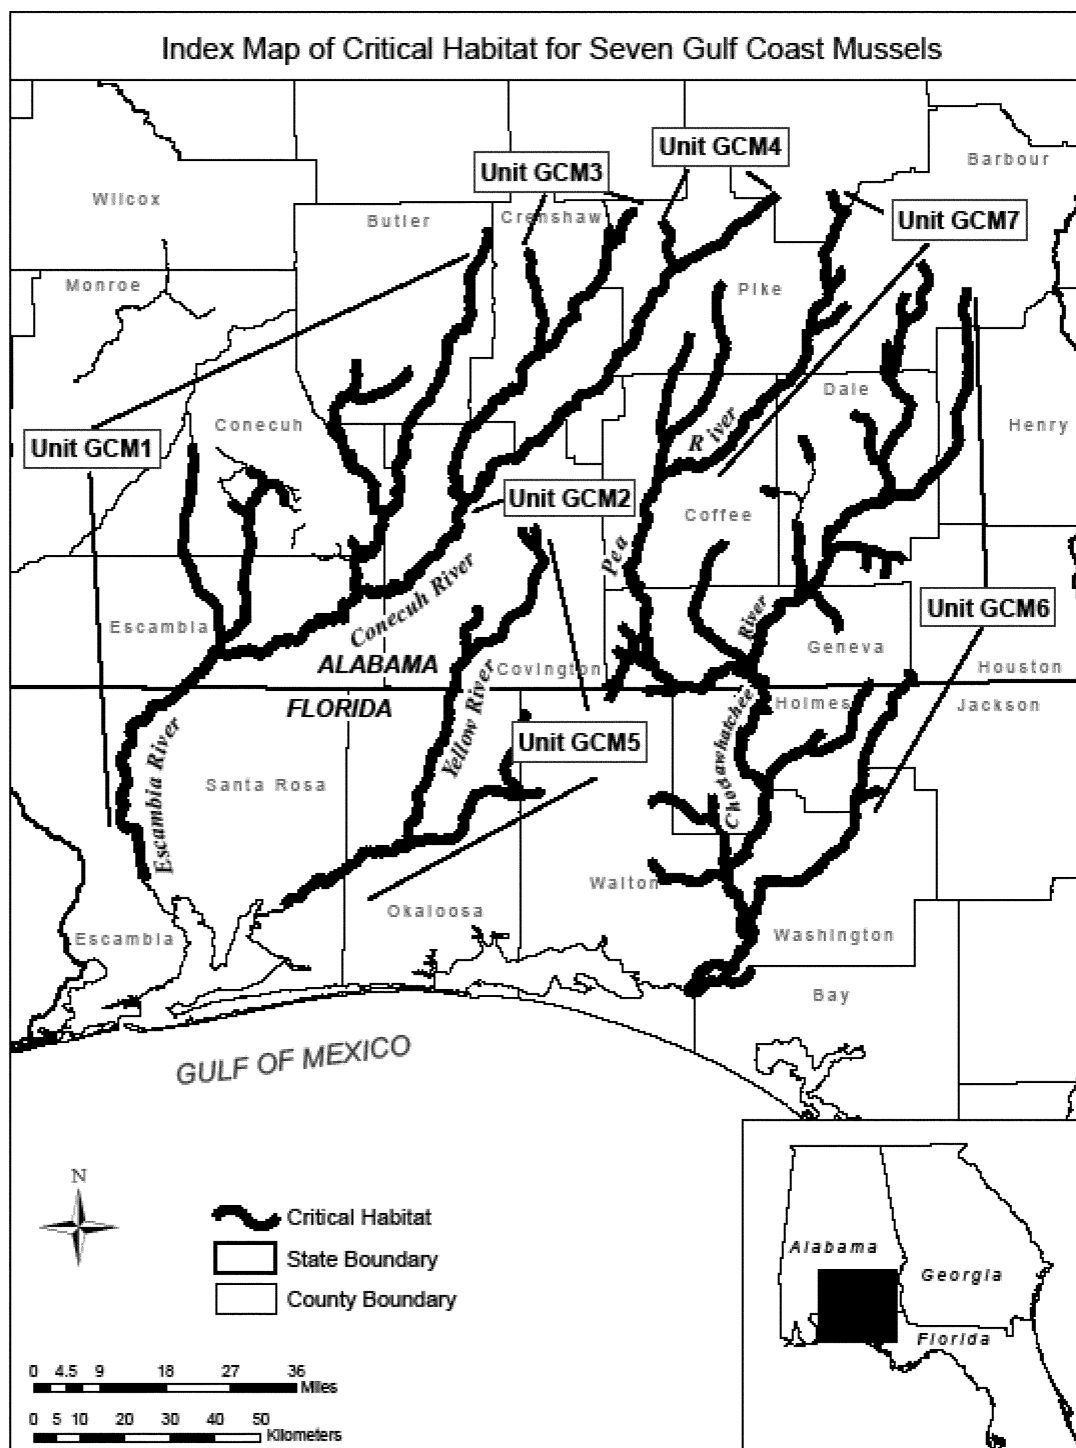 Index Map of Critical Habitat for Seven Gulf Coast Mussels
Unit GCM4
Barbour
Unit GCM3
Wilcox
Butler
Crenshaw
Unit GCM7
Monroe
Pike
Dale
Conecuh
River
Henry
Unit GCM1
Unit GCM2
Coffee
Pea
Conecuh River
River
Unit GCM6
Escambia
Geneva
ALABAMA
Covington
Houston
FLORIDA
Holmes
Jackson
Yellow River
Choctawhatchee
Unit GCM5
Escambia River
Santa Rosa
Walton
Okaloosa
Escambia
Washington
Bay
GULF OF MEXICO
N
Critical Habitat
State Boundary
County Boundary
Alabama
Georgia
Florida
0 4.5 9 18 27 36
Miles
0 5 10 20 30 40 50
Kilometers